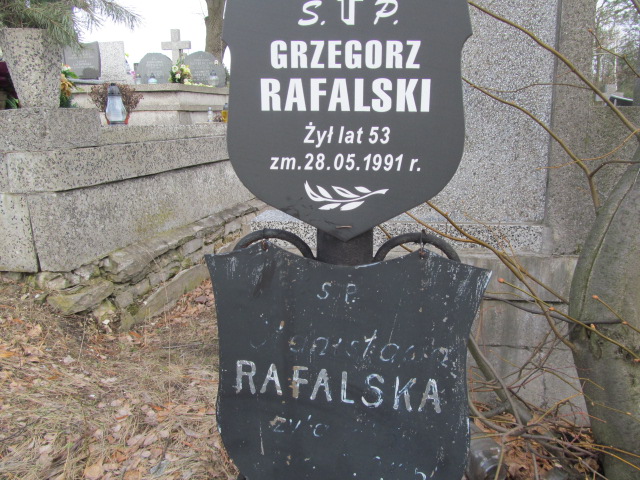 Ś. P.
GRZEGORZ
RAFALSKI
Żył lat 53
zm.28.05.1991 r.
Ś P.
RAFALSKA